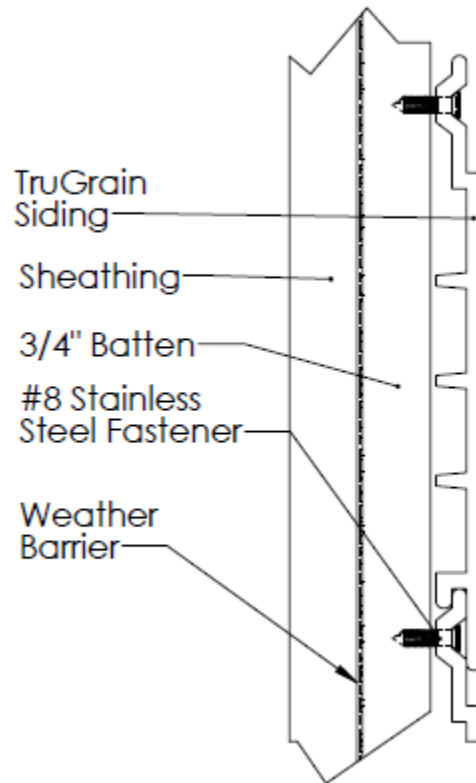 TruGrain
Siding
Sheathing
3/4" Batten
#8 Stainless
Steel Fastener
Weather
Barrier